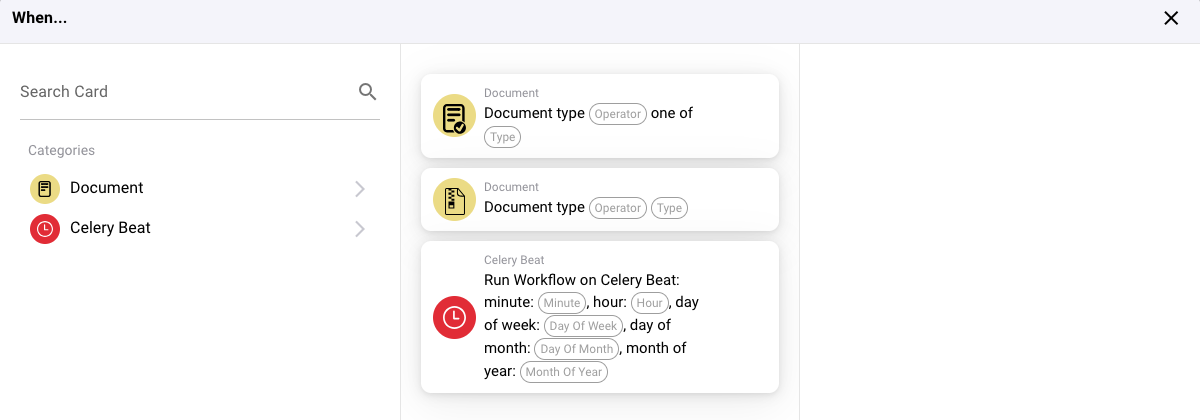 When...
Search Card
Categories
Document
Celery Beat
Document
Document type Operator one of
Type
Document
Document type Operator Type
Celery Beat
Run Workflow on Celery Beat:
minute: Minute, hour: Hour, day
of week: Day Of Week, day of
month: Day Of Month, month of
year: Month Of Year